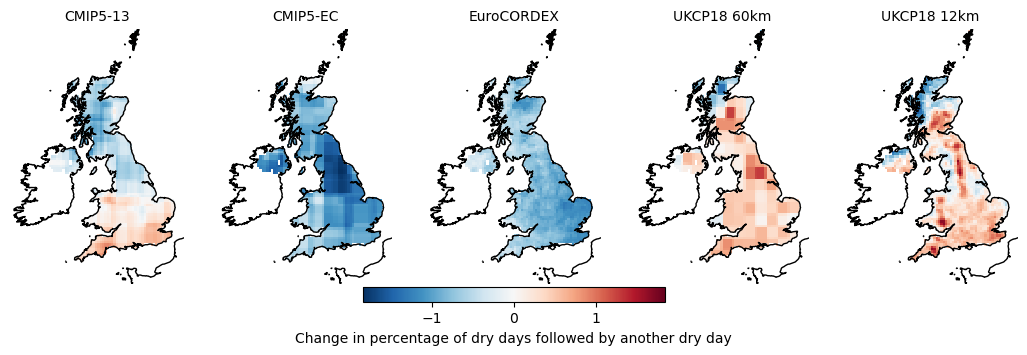 CMIP5-13 CMIP5-EC EuroCORDEX UKCP18 60km UKCP18 12km
−1 0 1
Change in percentage of dry days followed by another dry day